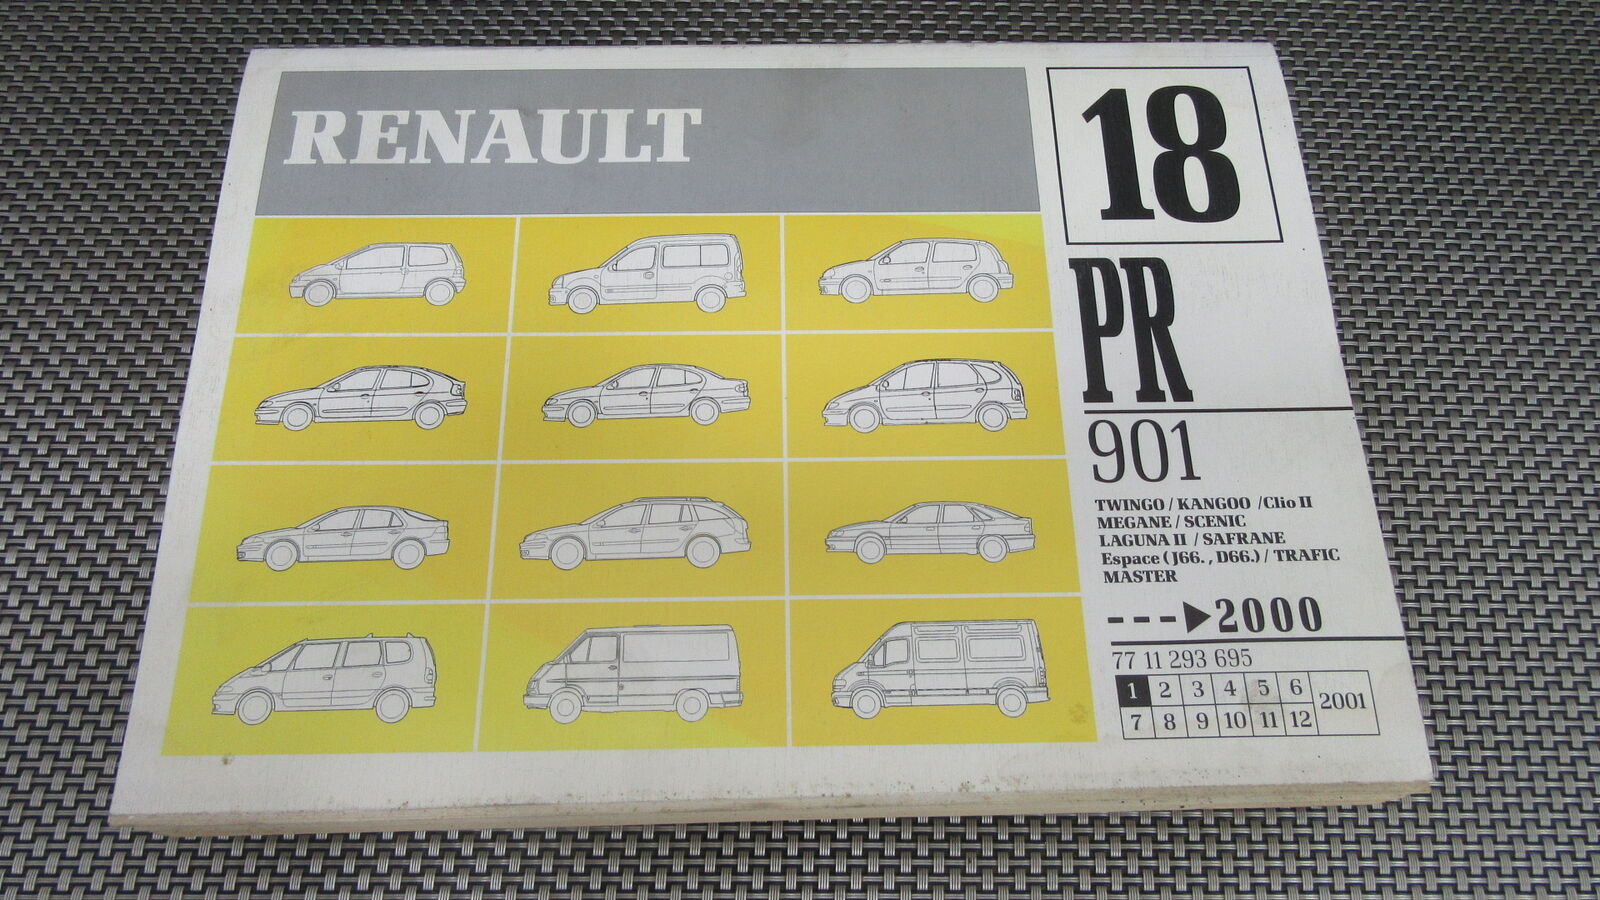 RENAULT
18
PR
901
TWINGO / KANGOO /Clio II
MEGANE / SCENIC
LAGUNA II / SAFRANE
Espace ( J66. , D66.) / TRAFIC
MASTER
2000
77 11 293 695
1 2 3 4 5 6
2001
7 8 9 10 11 12